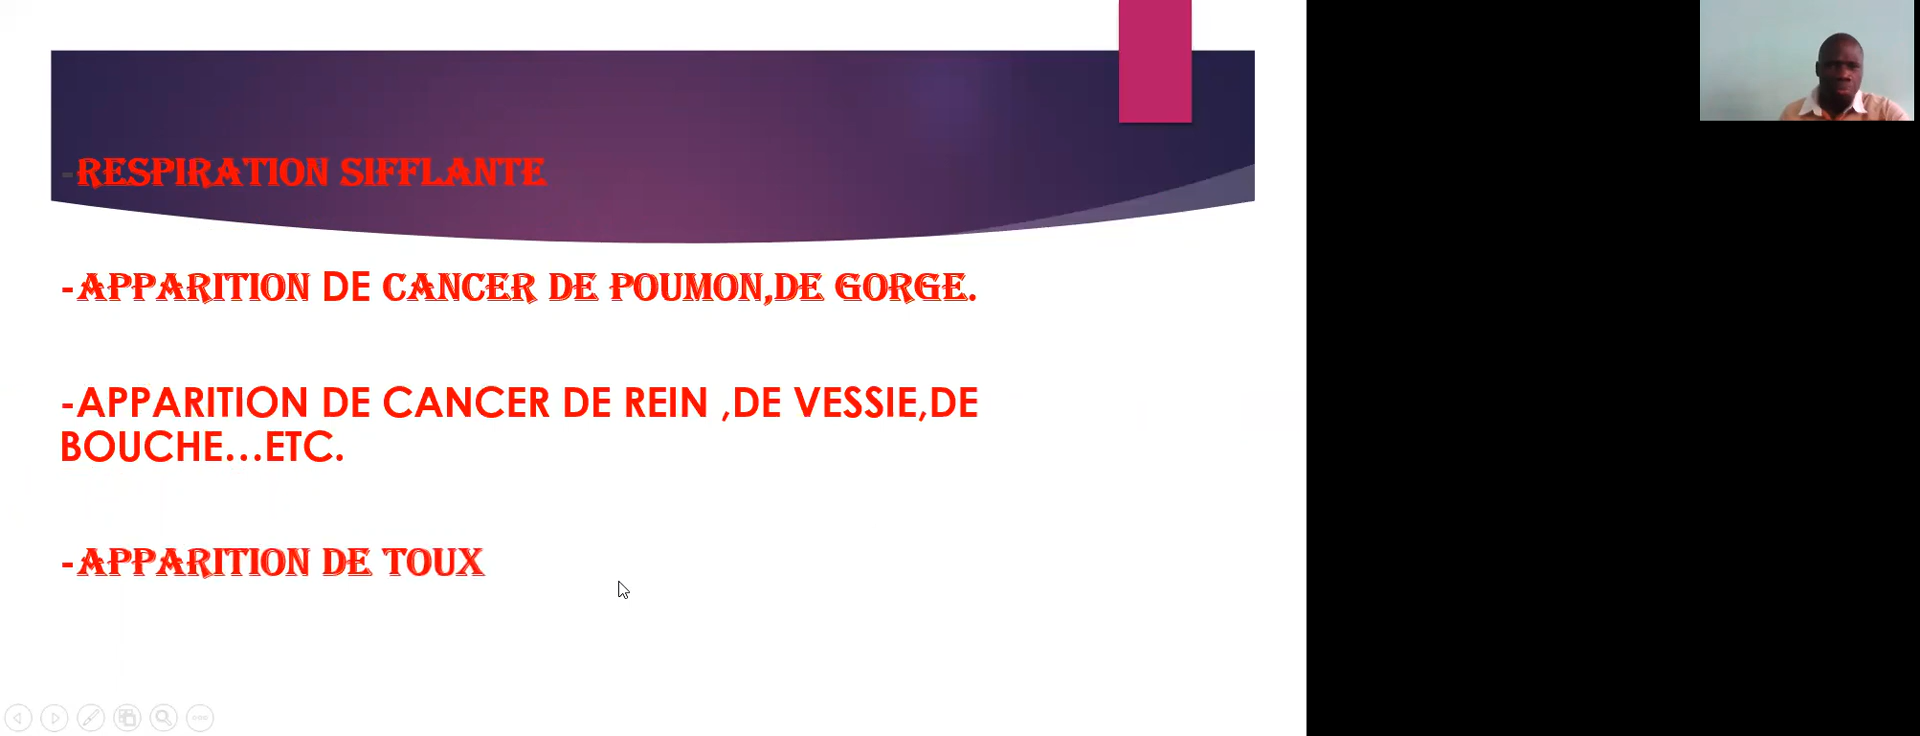 -RESPIRATION SIFFLANTE
-APPARITION DE CANCER DE POUMON,DE GORGE.
-APPARITION DE CANCER DE REIN ,DE VESSIE,DE
BOUCHE...ETC.
-APPARITION DE TOUX